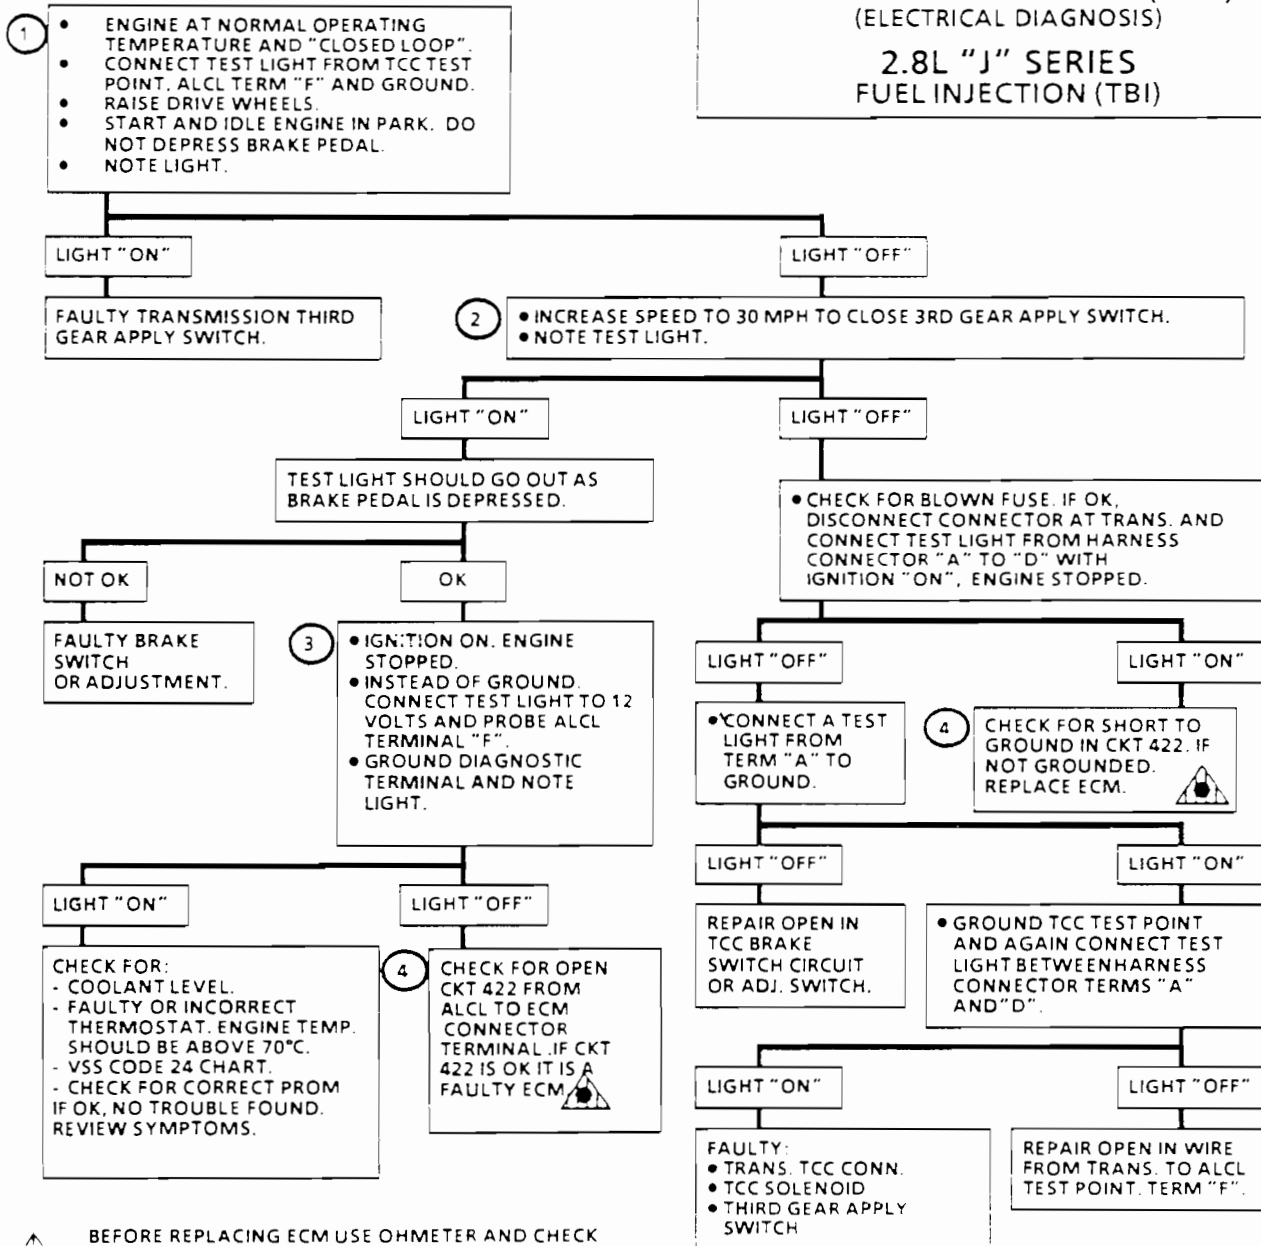 (ELECTRICAL DIAGNOSIS)
2.8L "J" SERIES
FUEL INJECTION (TBI)
1
• ENGINE AT NORMAL OPERATING
TEMPERATURE AND "CLOSED LOOP".
• CONNECT TEST LIGHT FROM TCC TEST
POINT, ALCL TERM "F" AND GROUND.
• RAISE DRIVE WHEELS.
• START AND IDLE ENGINE IN PARK. DO
NOT DEPRESS BRAKE PEDAL.
• NOTE LIGHT.
LIGHT "ON"
LIGHT "OFF"
FAULTY TRANSMISSION THIRD
GEAR APPLY SWITCH.
2
• INCREASE SPEED TO 30 MPH TO CLOSE 3RD GEAR APPLY SWITCH.
• NOTE TEST LIGHT.
LIGHT "ON"
LIGHT "OFF"
TEST LIGHT SHOULD GO OUT AS
BRAKE PEDAL IS DEPRESSED.
• CHECK FOR BLOWN FUSE. IF OK,
DISCONNECT CONNECTOR AT TRANS. AND
CONNECT TEST LIGHT FROM HARNESS
CONNECTOR "A" TO "D" WITH
IGNITION "ON", ENGINE STOPPED.
NOT OK
OK
FAULTY BRAKE
SWITCH
OR ADJUSTMENT.
3
• IGNITION ON. ENGINE
STOPPED.
• INSTEAD OF GROUND.
CONNECT TEST LIGHT TO 12
VOLTS AND PROBE ALCL
TERMINAL "F".
• GROUND DIAGNOSTIC
TERMINAL AND NOTE
LIGHT.
LIGHT "OFF"
LIGHT "ON"
• CONNECT A TEST
LIGHT FROM
TERM "A" TO
GROUND.
4
CHECK FOR SHORT TO
GROUND IN CKT 422. IF
NOT GROUNDED.
REPLACE ECM.
LIGHT "OFF"
LIGHT "ON"
REPAIR OPEN IN
TCC BRAKE
SWITCH CIRCUIT
OR ADJ. SWITCH.
• GROUND TCC TEST POINT
AND AGAIN CONNECT TEST
LIGHT BETWEEN HARNESS
CONNECTOR TERMS "A"
AND "D".
LIGHT "ON"
LIGHT "OFF"
CHECK FOR:
- COOLANT LEVEL.
- FAULTY OR INCORRECT
THERMOSTAT. ENGINE TEMP.
SHOULD BE ABOVE 70°C.
- VSS CODE 24 CHART.
- CHECK FOR CORRECT PROM
IF OK, NO TROUBLE FOUND.
REVIEW SYMPTOMS.
4
CHECK FOR OPEN
CKT 422 FROM
ALCL TO ECM
CONNECTOR
TERMINAL .IF CKT
422 IS OK IT IS A
FAULTY ECM
LIGHT "ON"
LIGHT "OFF"
FAULTY:
• TRANS. TCC CONN.
• TCC SOLENOID
• THIRD GEAR APPLY
SWITCH
REPAIR OPEN IN WIRE
FROM TRANS. TO ALCL
TEST POINT. TERM "F".
BEFORE REPLACING ECM USE OHMETER AND CHECK